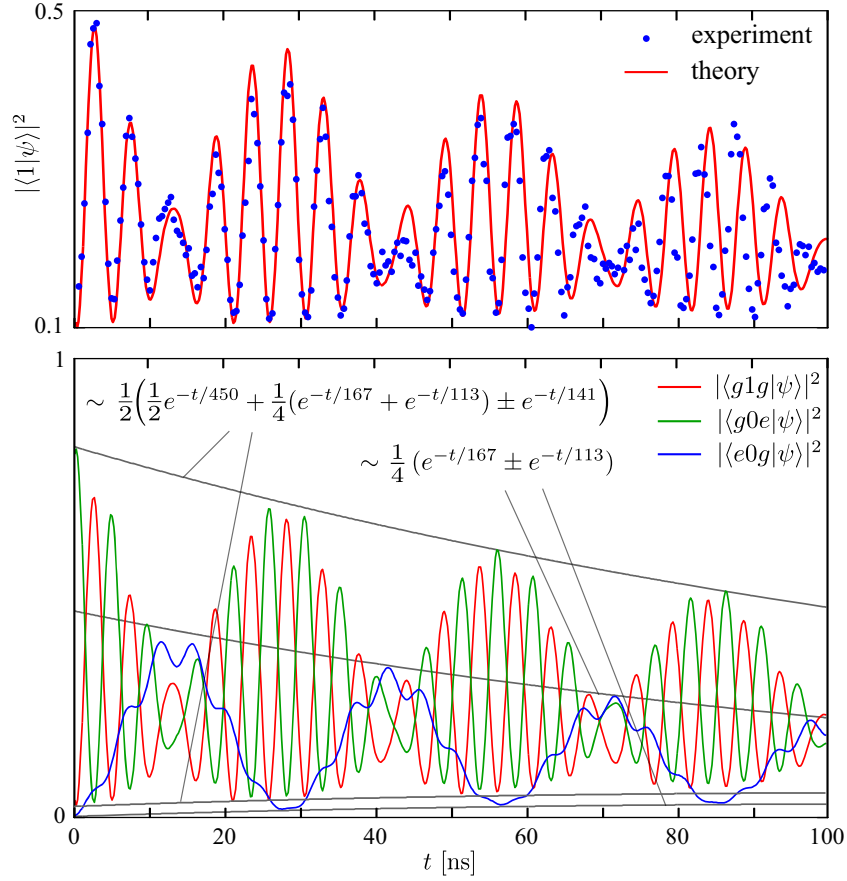 0.5
experiment
theory
|⟨1|ψ⟩|²
0.1
1
∼ 1/2(1/2 e^{-t/450} + 1/4(e^{-t/167} + e^{-t/113}) ± e^{-t/141})
|⟨g1g|ψ⟩|²
|⟨g0e|ψ⟩|²
|⟨e0g|ψ⟩|²
∼ 1/4 (e^{-t/167} ± e^{-t/113})
0
0 20 40 60 80 100
t [ns]